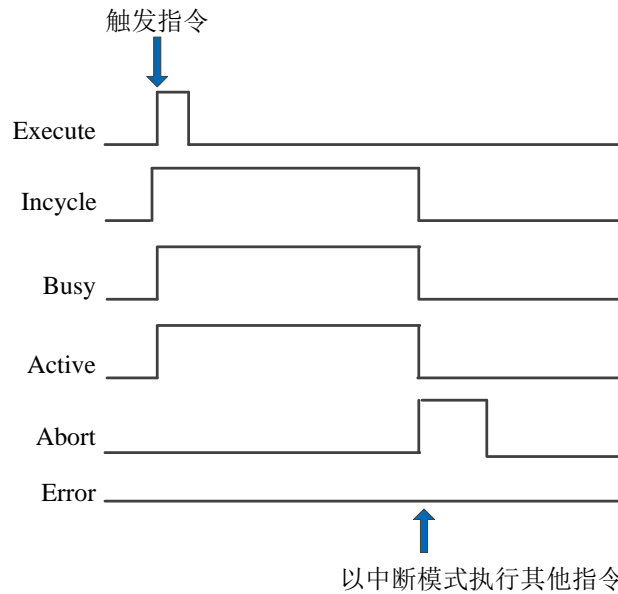 触发指令
Execute
Incycle
Busy
Active
Abort
Error
以中断模式执行其他指令